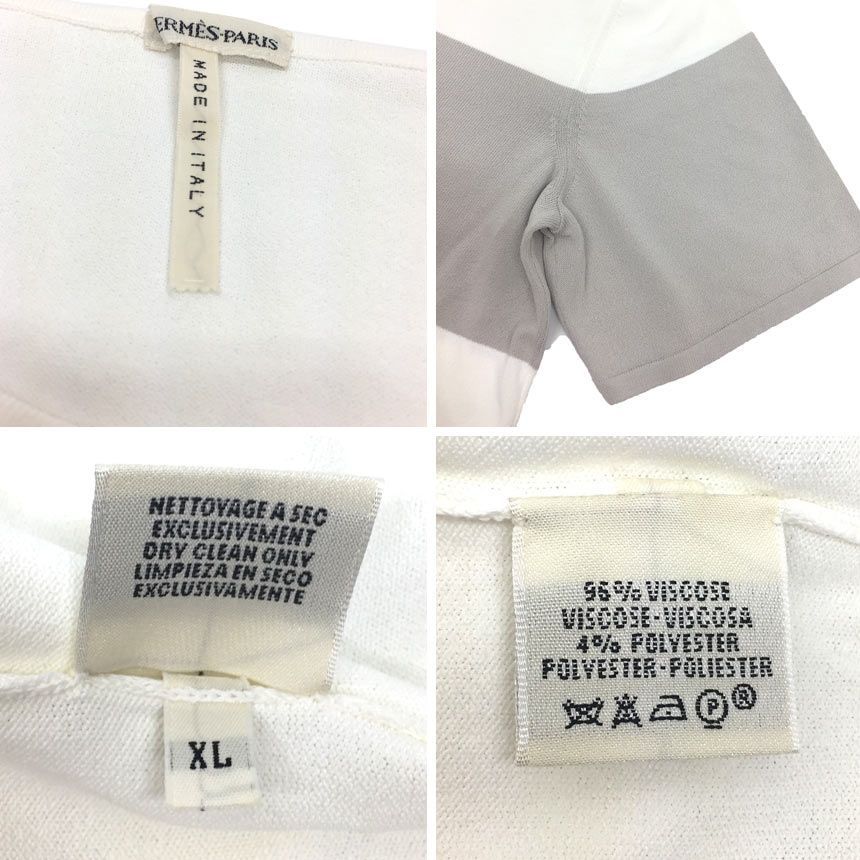 ERMÈS-PARIS
MADE IN ITALY
NETTOYAGE A SEC
EXCLUSIVEMENT
DRY CLEAN ONLY
LIMPIEZA EN SECO
EXCLUSIVAMENTE
XL
96% VISCOSE
VISCOSE-VISCOSA
4% POLYESTER
POLYESTER-POLIESTER
P ®